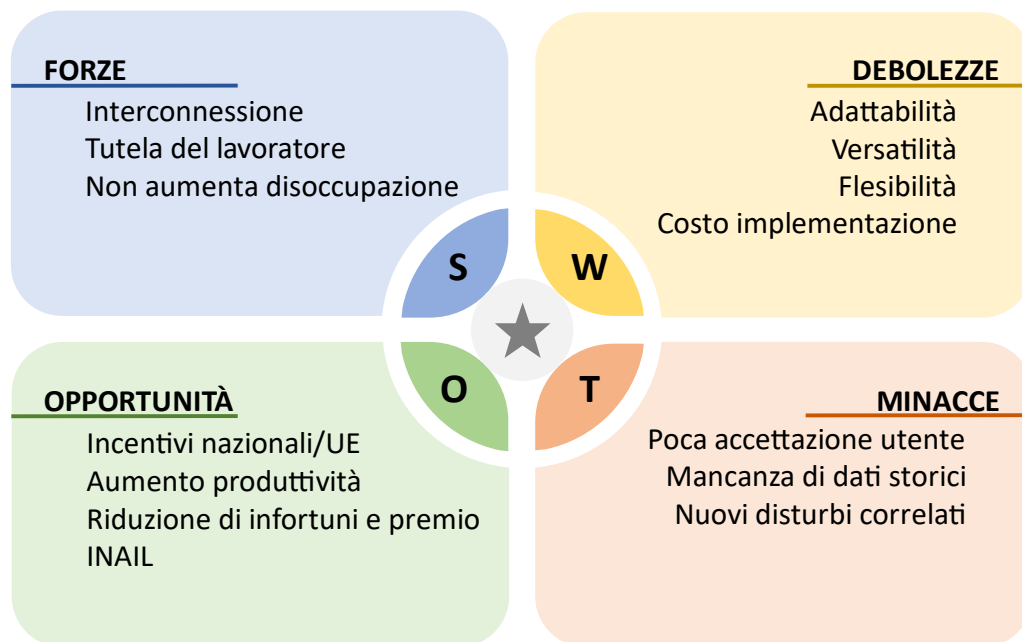 FORZE
Interconnessione
Tutela del lavoratore
Non aumenta disoccupazione
DEBOLEZZE
Adattabilità
Versatilità
Flesibilità
Costo implementazione
S
W
O
T
OPPORTUNITÀ
Incentivi nazionali/UE
Aumento produttività
Riduzione di infortuni e premio
INAIL
MINACCE
Poca accettazione utente
Mancanza di dati storici
Nuovi disturbi correlati